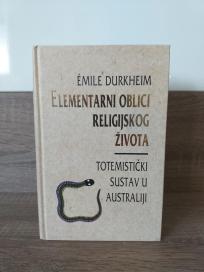 ÉMILE DURKHEIM
ELEMENTARNI OBLICI
RELIGIJSKOG
ŽIVOTA
TOTEMISTIČKI
SUSTAV U
AUSTRALIJI